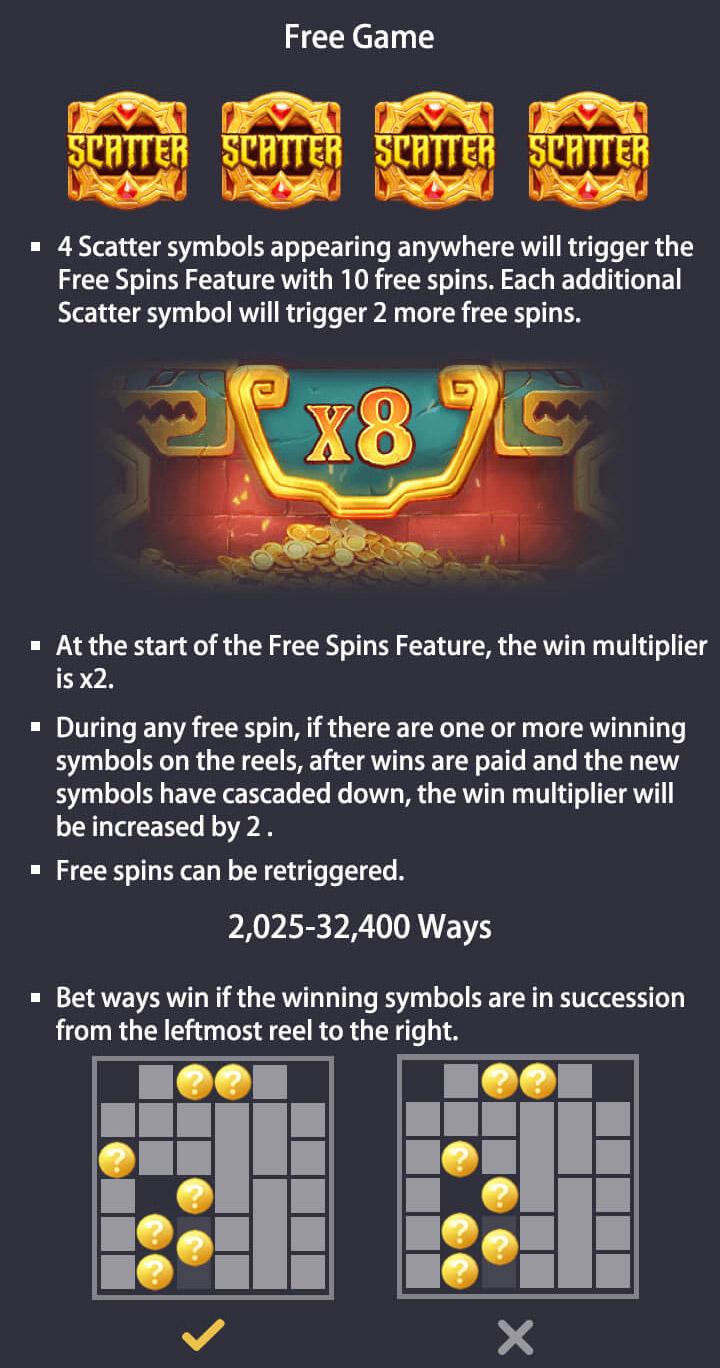 Free Game
SCATTER SCATTER SCATTER SCATTER
▪ 4 Scatter symbols appearing anywhere will trigger the
Free Spins Feature with 10 free spins. Each additional
Scatter symbol will trigger 2 more free spins.
x8
▪ At the start of the Free Spins Feature, the win multiplier
is x2.
▪ During any free spin, if there are one or more winning
symbols on the reels, after wins are paid and the new
symbols have cascaded down, the win multiplier will
be increased by 2 .
▪ Free spins can be retriggered.
2,025-32,400 Ways
▪ Bet ways win if the winning symbols are in succession
from the leftmost reel to the right.
? ? ? ?
? ?
? ?
? ?
? ?
? ?
? ?